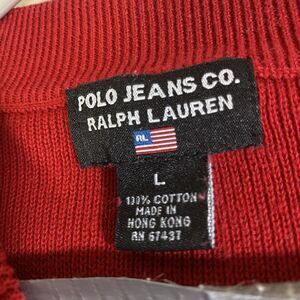 POLO JEANS CO.
RALPH LAUREN
RL
L
100% COTTON
MADE IN
HONG KONG
RN 67437